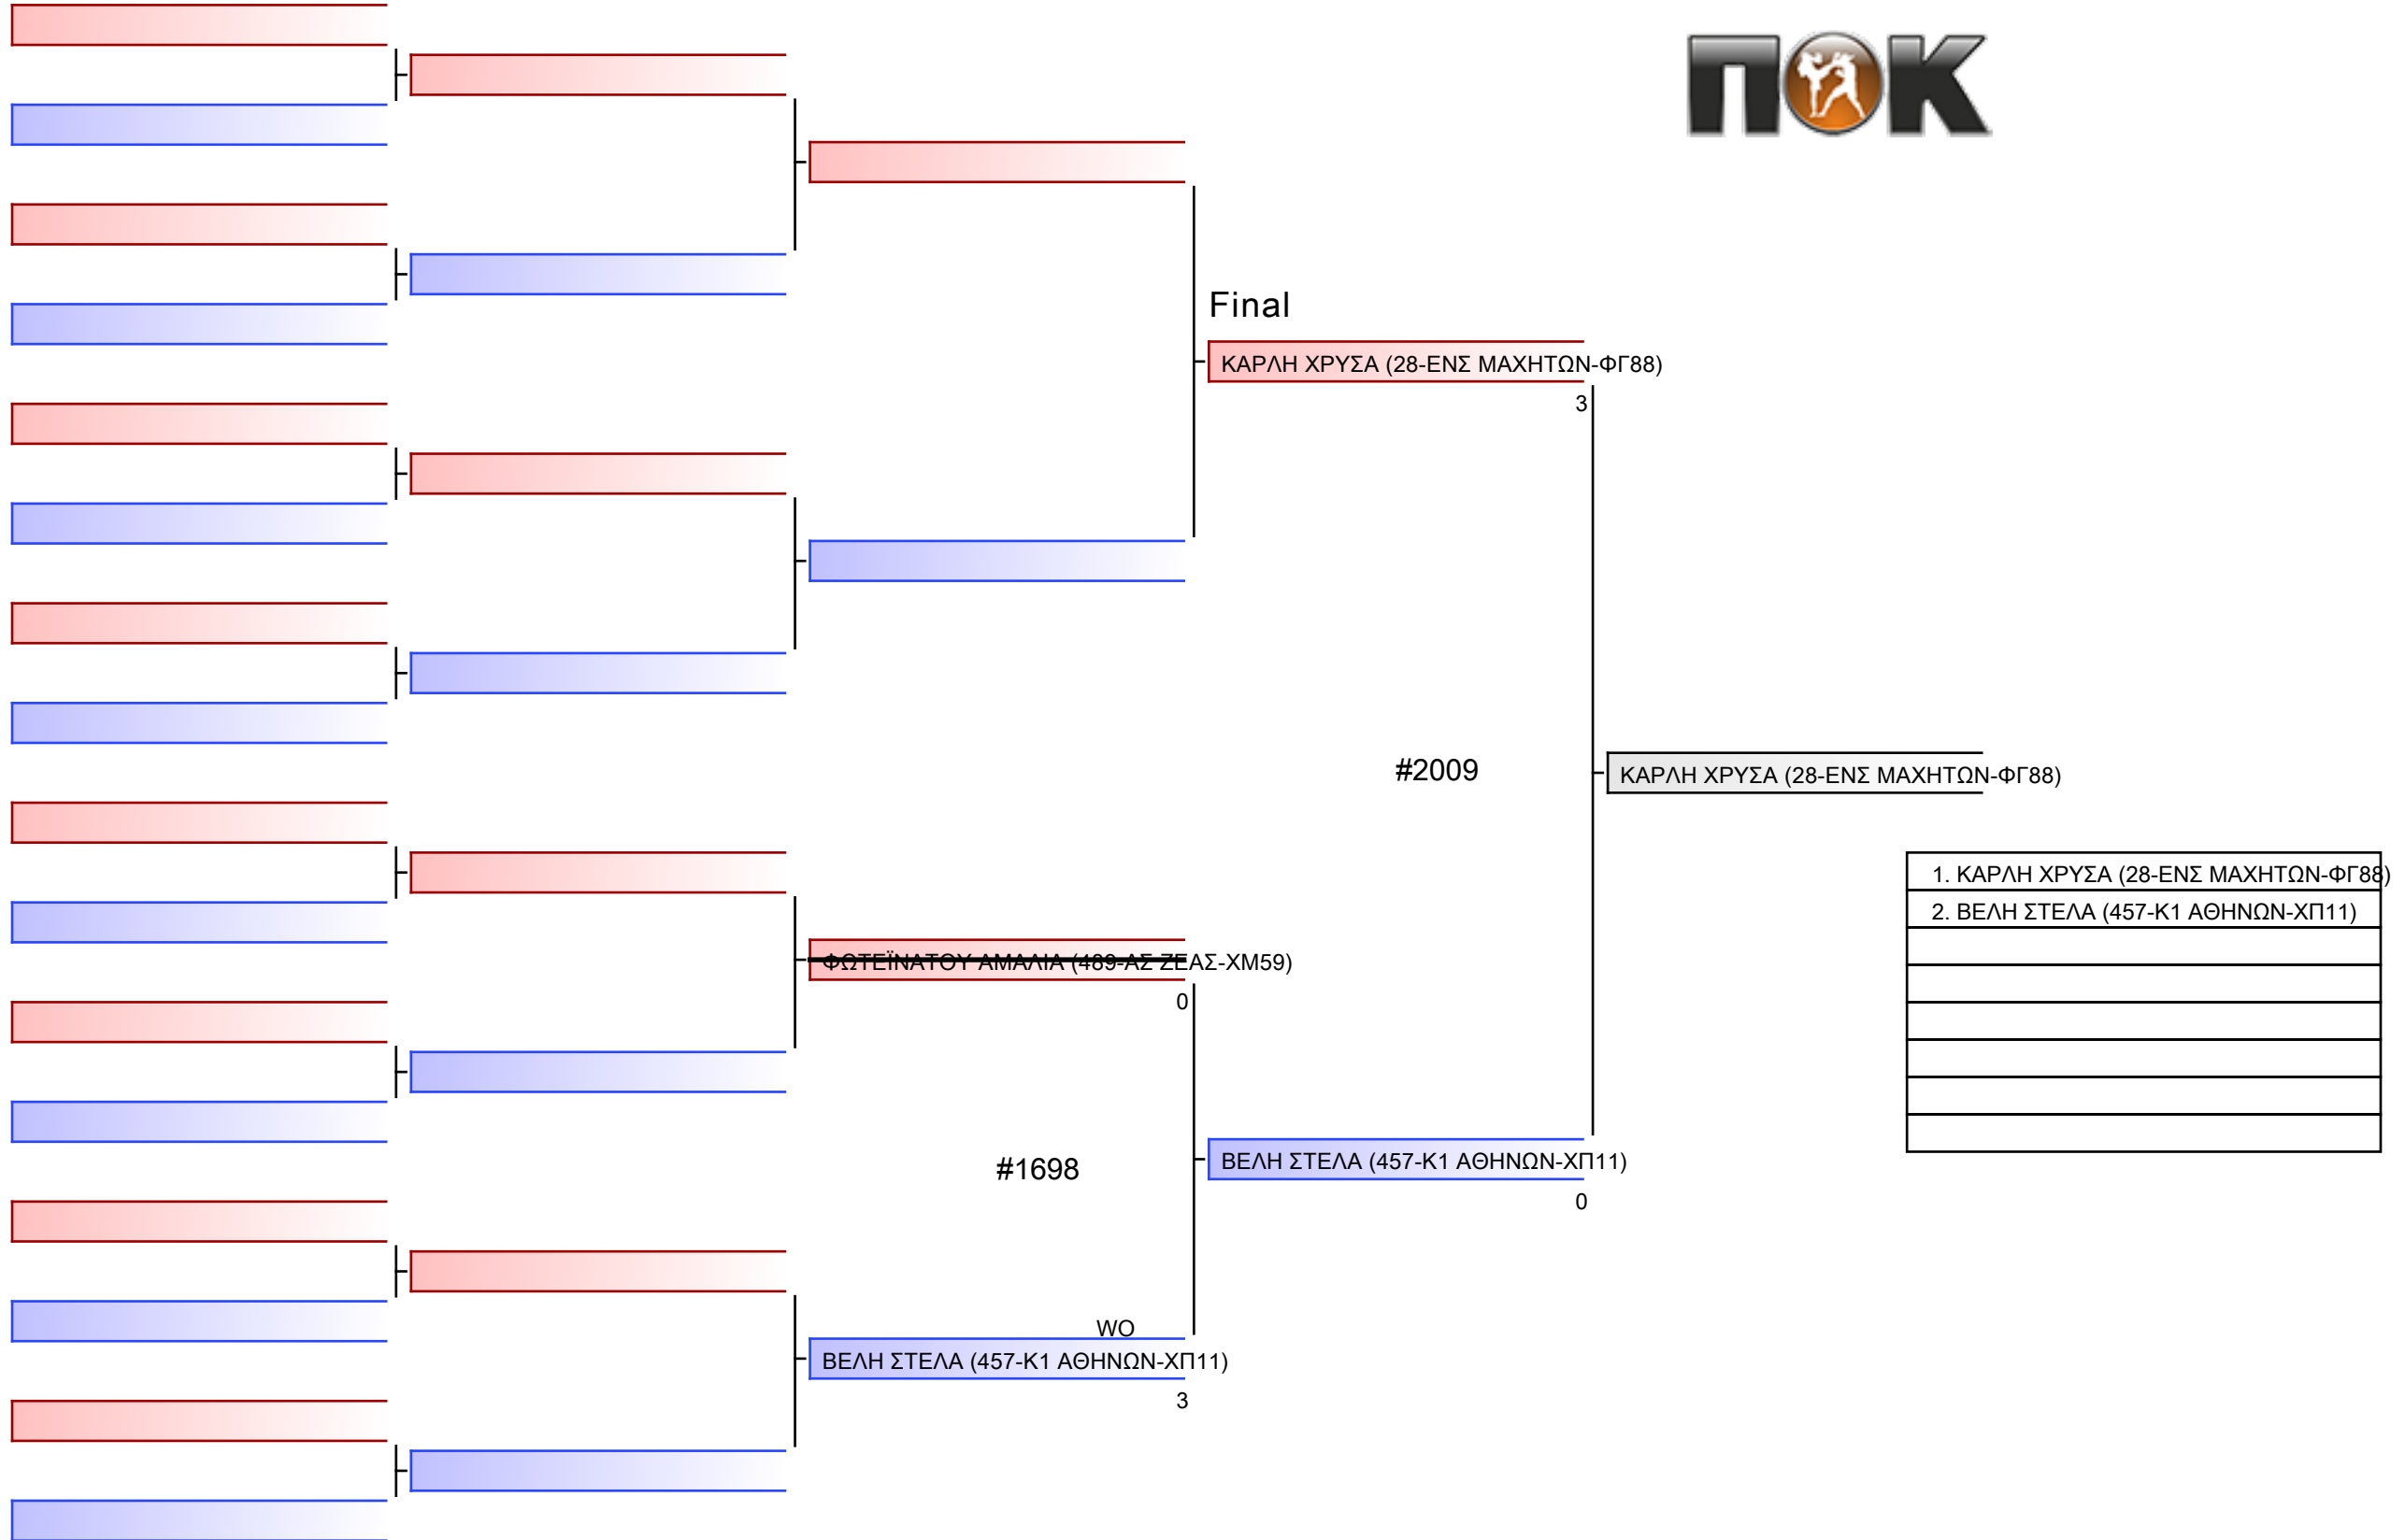 ΠΟΚ
Final
ΚΑΡΛΗ ΧΡΥΣΑ (28-ΕΝΣ ΜΑΧΗΤΩΝ-ΦΓ88)
3
#2009
ΚΑΡΛΗ ΧΡΥΣΑ (28-ΕΝΣ ΜΑΧΗΤΩΝ-ΦΓ88)
1. ΚΑΡΛΗ ΧΡΥΣΑ (28-ΕΝΣ ΜΑΧΗΤΩΝ-ΦΓ88)
2. ΒΕΛΗ ΣΤΕΛΑ (457-Κ1 ΑΘΗΝΩΝ-ΧΠ11)
ΦΩΤΕΪΝΑΤΟΥ ΑΜΑΛΙΑ (489-ΑΣ ΖΕΑΣ-ΧΜ59)
0
#1698
ΒΕΛΗ ΣΤΕΛΑ (457-Κ1 ΑΘΗΝΩΝ-ΧΠ11)
0
WO
ΒΕΛΗ ΣΤΕΛΑ (457-Κ1 ΑΘΗΝΩΝ-ΧΠ11)
3